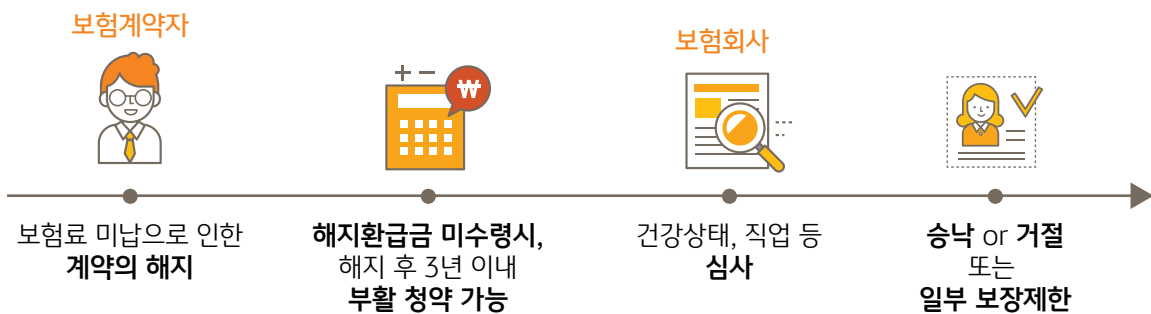 보험계약자
보험회사
보험료 미납으로 인한
계약의 해지
해지환급금 미수령시,
해지 후 3년 이내
부활 청약 가능
건강상태, 직업 등
심사
승낙 or 거절
또는
일부 보장제한